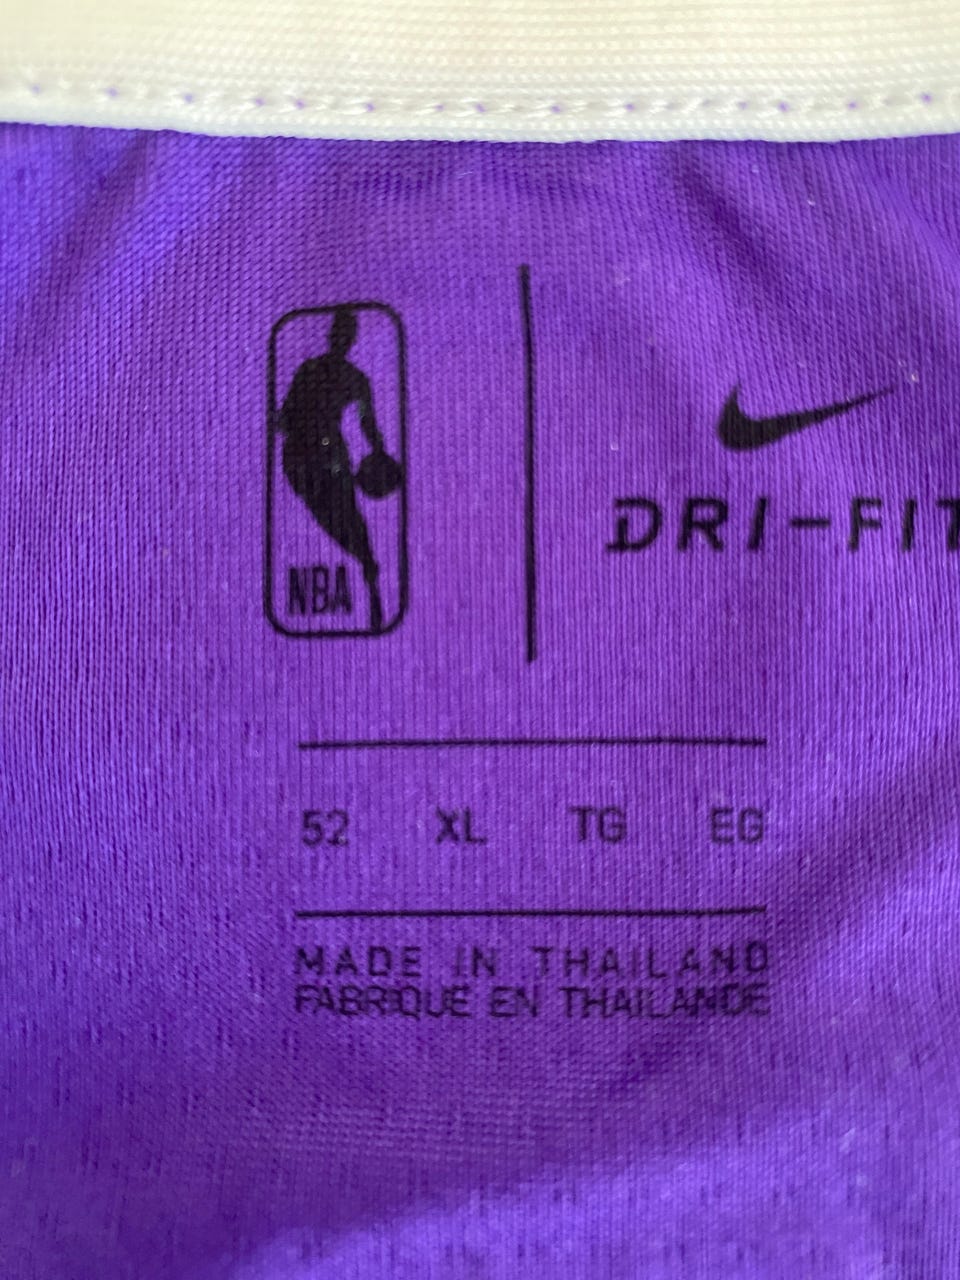 NBA
DRI-FIT
52 XL TG EG
MADE IN THAILAND
FABRIQUE EN THAILANDE